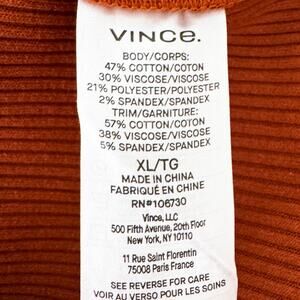 VINCE.
BODY/CORPS:
47% COTTON/COTON
30% VISCOSE/VISCOSE
21% POLYESTER/POLYESTER
2% SPANDEX/SPANDEX
TRIM/GARNITURE:
57% COTTON/COTON
38% VISCOSE/VISCOSE
5% SPANDEX/SPANDEX
XL/TG
MADE IN CHINA
FABRIQUÉ EN CHINE
RN#106730
Vince, LLC
500 Fifth Avenue, 20th Floor
New York, NY 10110
11 Rue Saint Florentin
75008 Paris France
SEE REVERSE FOR CARE
VOIR AU VERSO POUR LES SOINS